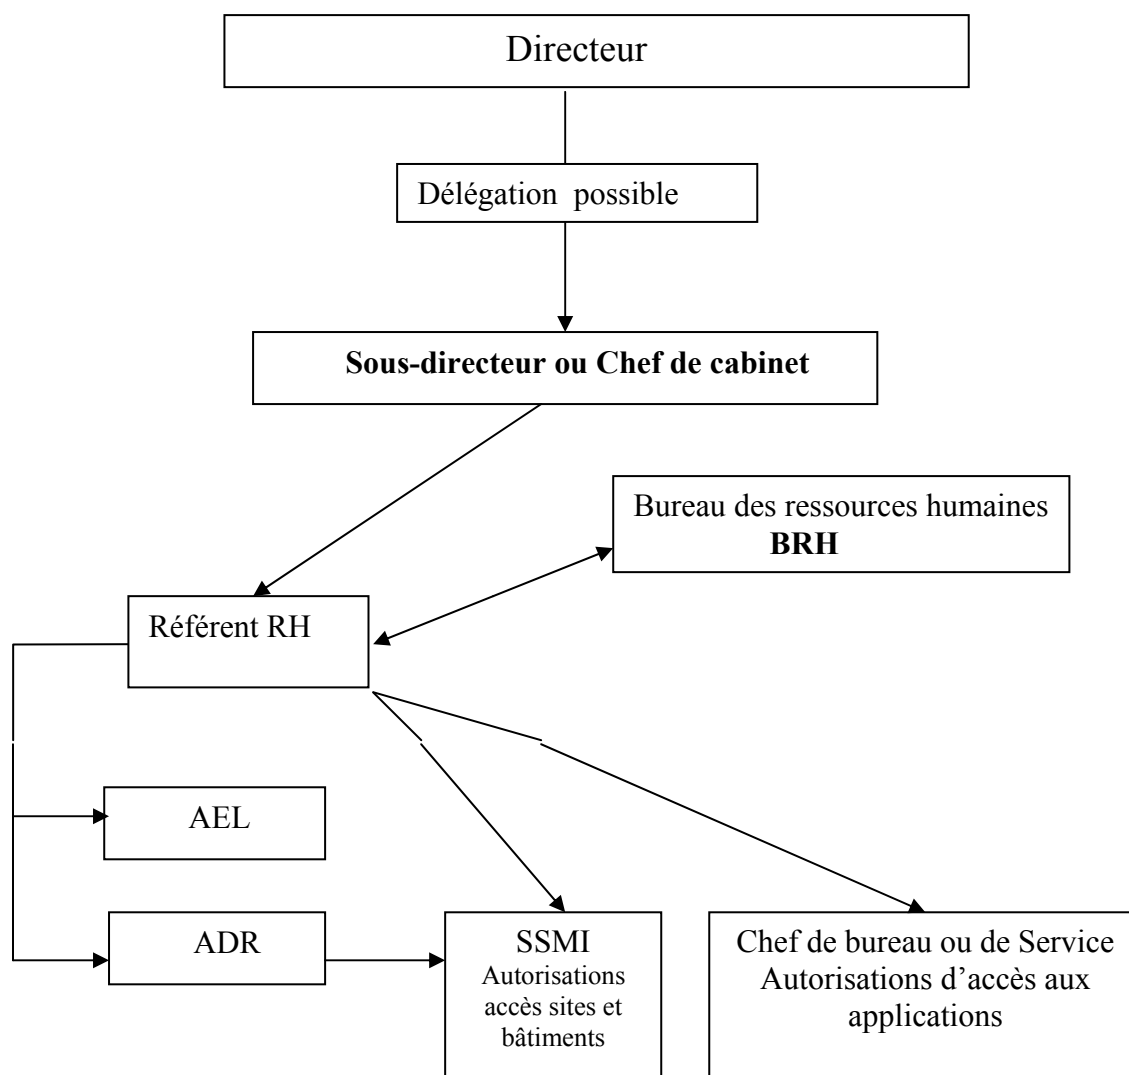 Directeur
Délégation possible
Sous-directeur ou Chef de cabinet
Bureau des ressources humaines
BRH
Référent RH
AEL
ADR
SSMI
Autorisations
accès sites et
bâtiments
Chef de bureau ou de Service
Autorisations d’accès aux
applications